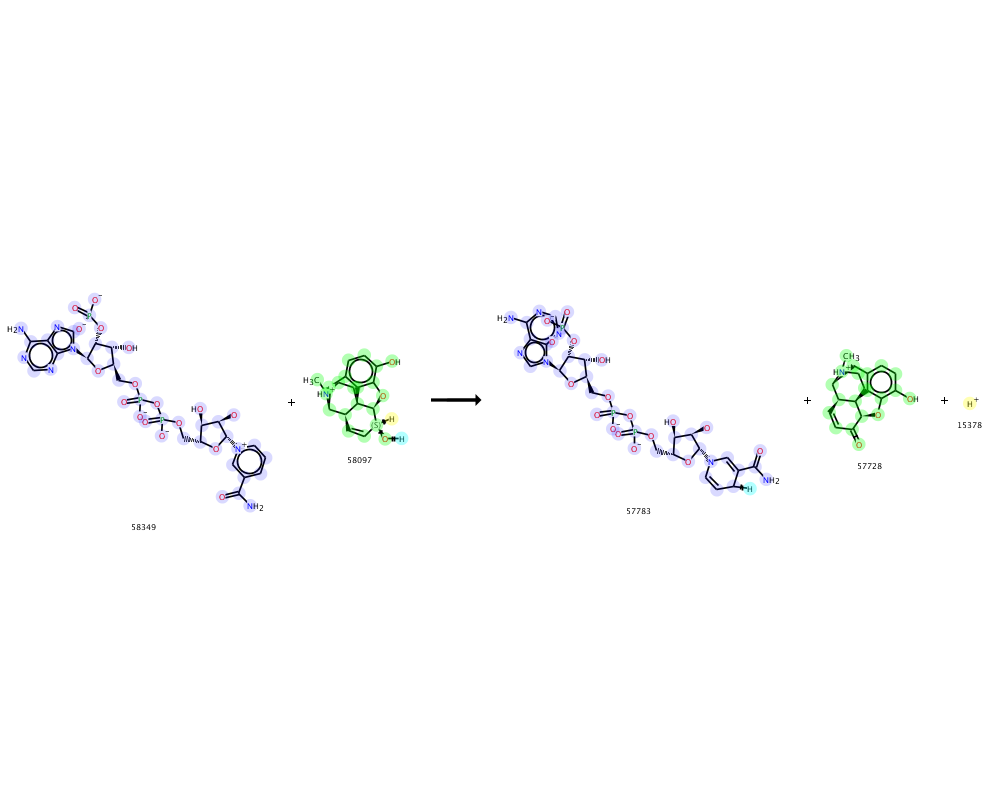 58349
+
58097
57783
+
57728
+
H+
15378
H2N
N
N
N
N
N
O
O
O-
O-
O
OH
O
O
O
P
O
O-
O
P
O
O-
O
HO
O
O
N+
O
NH2
H3C
HN+
OH
O
H
OH
H
H2N
N
N
N
N
N
O
O
OH
O
O
P
O
O-
O
P
O
O-
O
HO
O
O
N
O
NH2
H
CH3
HN+
OH
O
O